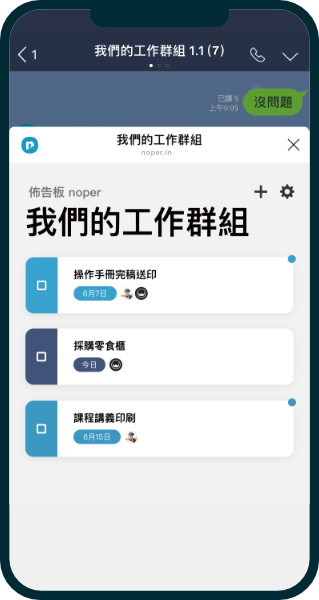 1
我們的工作群組 1.1 (7)
已讀 6
上午9:05
沒問題
n
我們的工作群組
noper.in
佈告板 noper
我們的工作群組
操作手冊完稿送印
6月7日
採購零食櫃
今日
課程講義印刷
6月15日